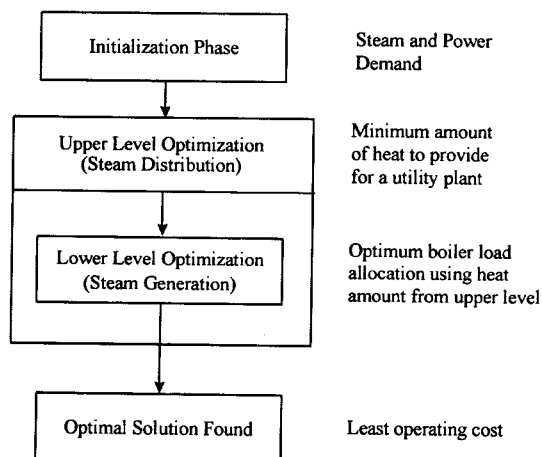 Initialization Phase
Steam and Power
Demand
Upper Level Optimization
(Steam Distribution)
Minimum amount
of heat to provide
for a utility plant
Lower Level Optimization
(Steam Generation)
Optimum boiler load
allocation using heat
amount from upper level
Optimal Solution Found
Least operating cost